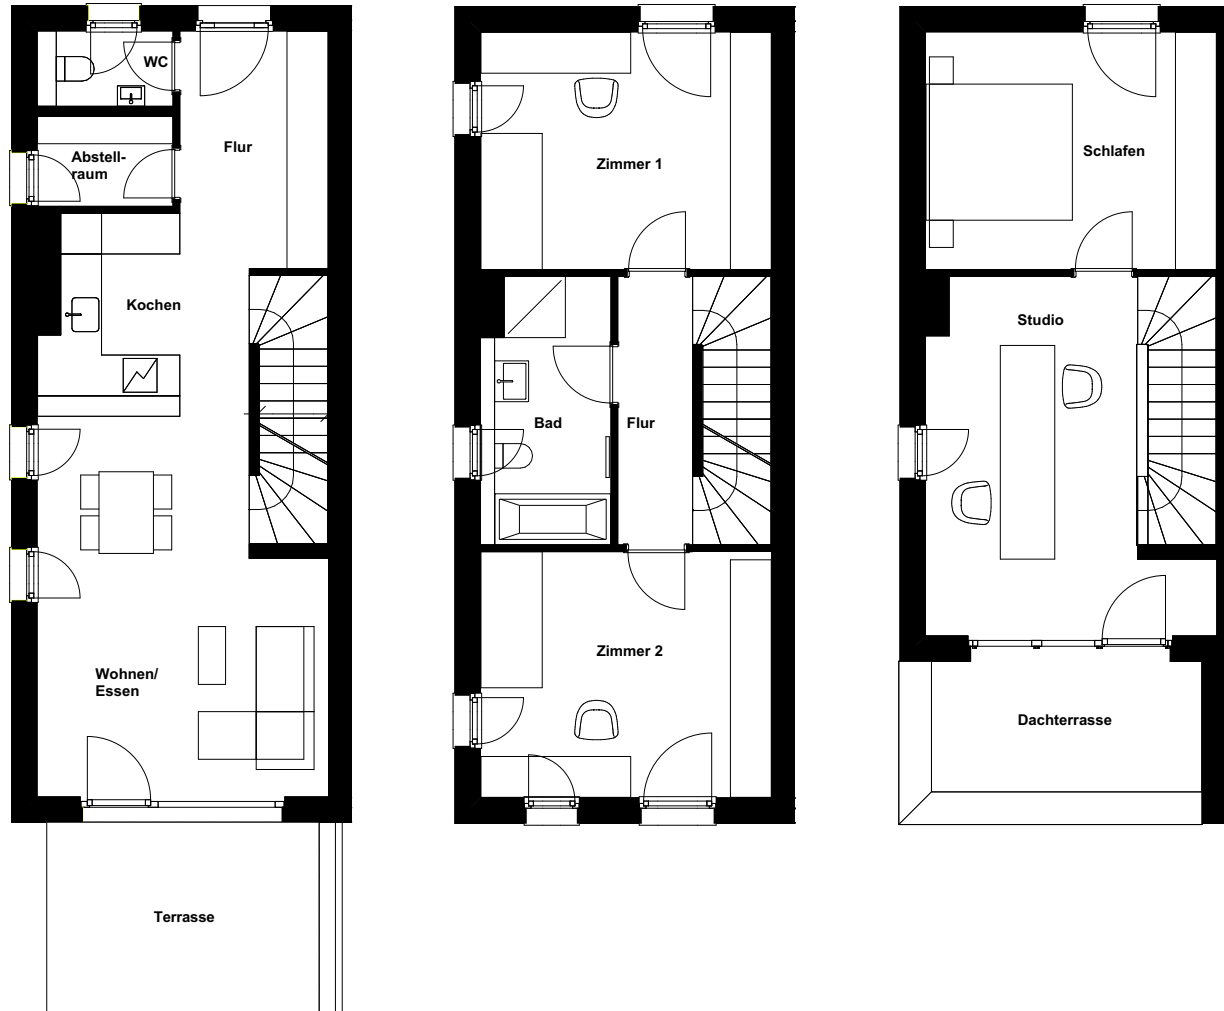 WC
Flur
Abstell-
raum
Kochen
Wohnen/
Essen
Terrasse
Zimmer 1
Bad
Flur
Zimmer 2
Schlafen
Studio
Dachterrasse